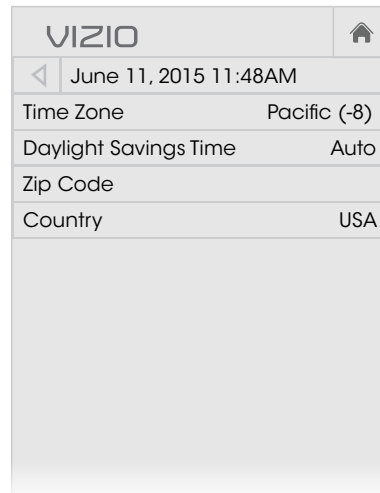 VIZIO
June 11, 2015 11:48AM
Time Zone Pacific (-8)
Daylight Savings Time Auto
Zip Code
Country USA